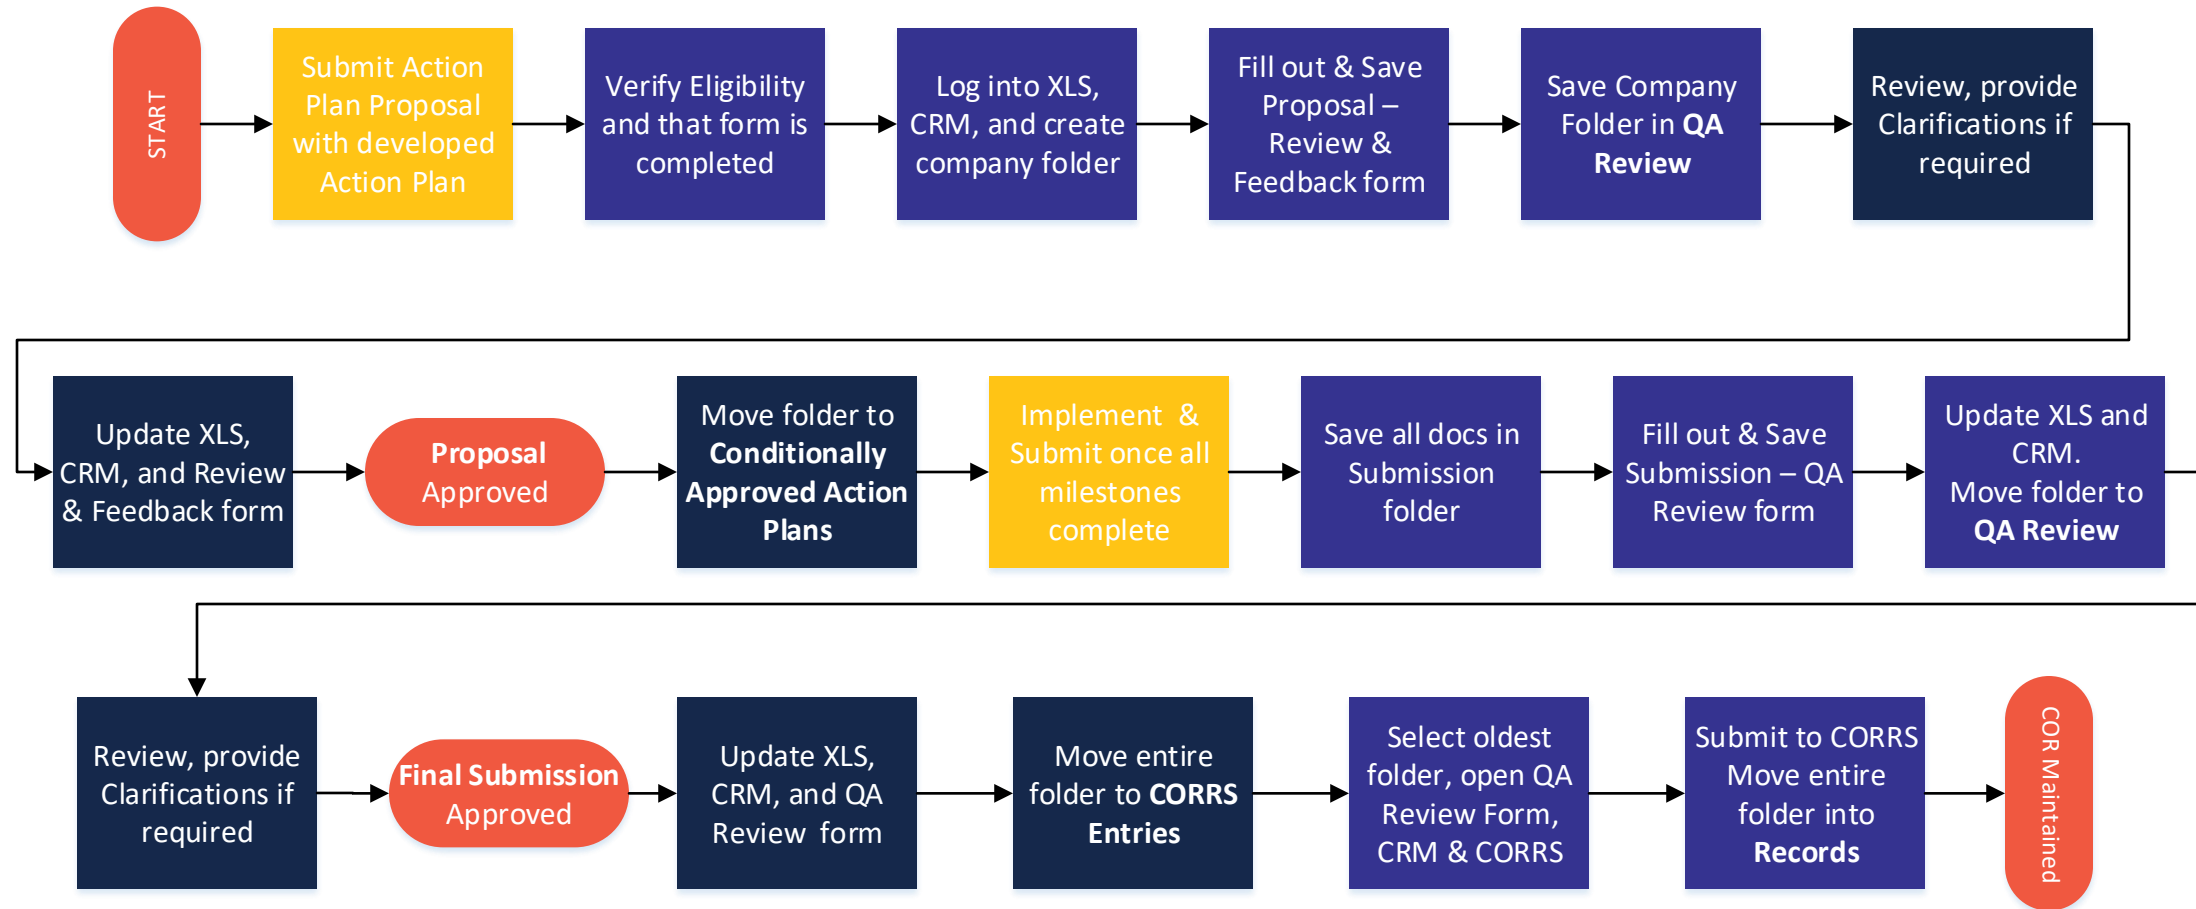 START
Submit Action
Plan Proposal
with developed
Action Plan
Verify Eligibility
and that form is
completed
Log into XLS,
CRM, and create
company folder
Fill out & Save
Proposal –
Review &
Feedback form
Save Company
Folder in QA
Review
Review, provide
Clarifications if
required
Update XLS,
CRM, and Review
& Feedback form
Proposal
Approved
Move folder to
Conditionally
Approved Action
Plans
Implement &
Submit once all
milestones
complete
Save all docs in
Submission
folder
Fill out & Save
Submission – QA
Review form
Update XLS and
CRM.
Move folder to
QA Review
Review, provide
Clarifications if
required
Final Submission
Approved
Update XLS,
CRM, and QA
Review form
Move entire
folder to CORRS
Entries
Select oldest
folder, open QA
Review Form,
CRM & CORRS
Submit to CORRS
Move entire
folder into
Records
COR Maintained